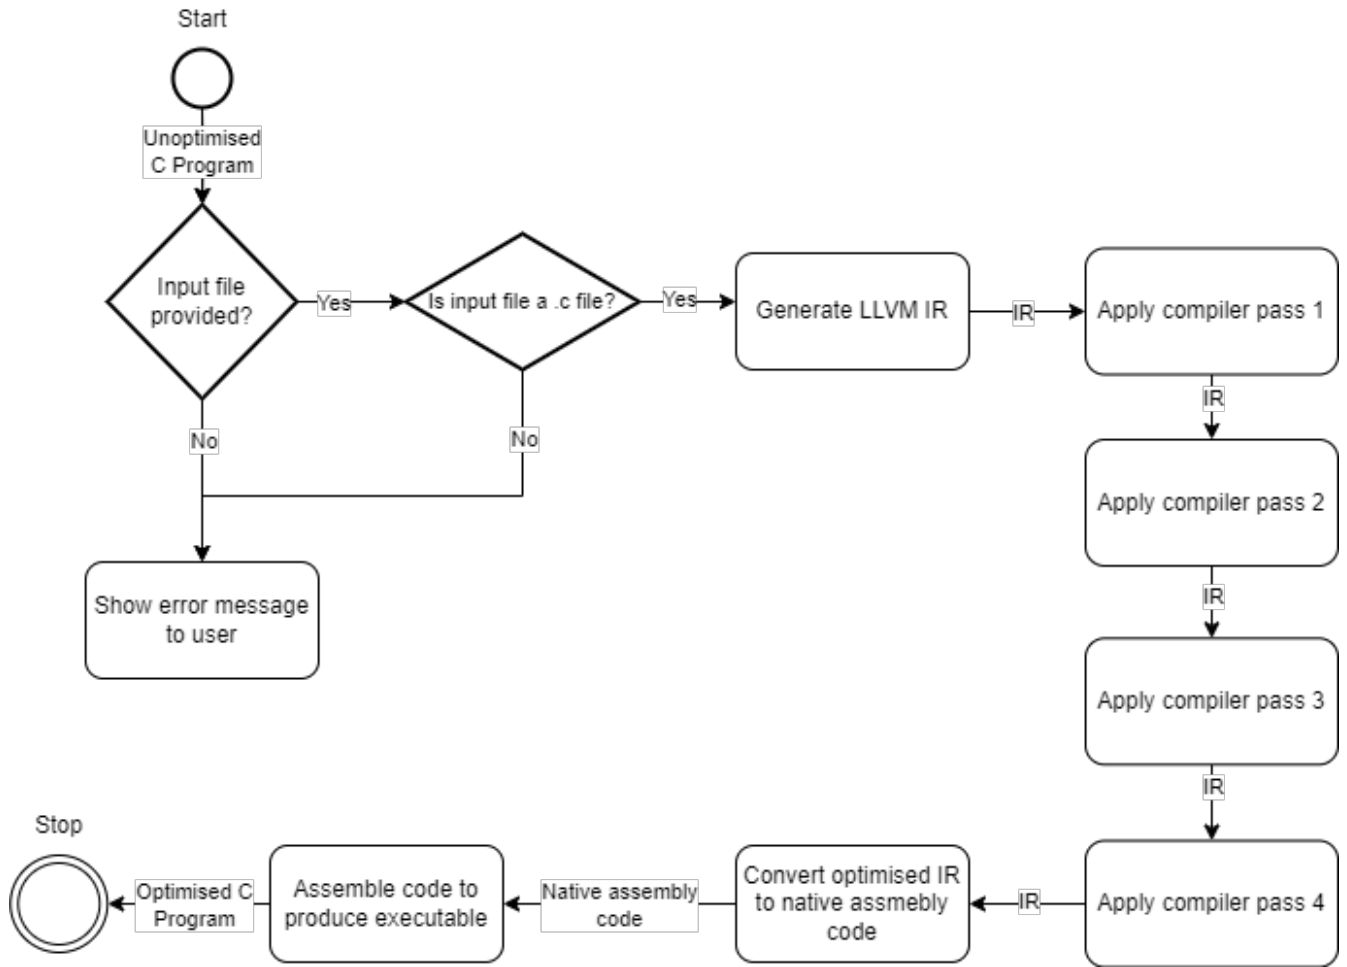 Start
Unoptimised
C Program
Input file
provided?
Yes
Is input file a .c file?
Yes
Generate LLVM IR
IR
Apply compiler pass 1
IR
No
No
Apply compiler pass 2
IR
Show error message
to user
Apply compiler pass 3
IR
Apply compiler pass 4
IR
Convert optimised IR
to native assmebly
code
Native assembly
code
Assemble code to
produce executable
Optimised C
Program
Stop